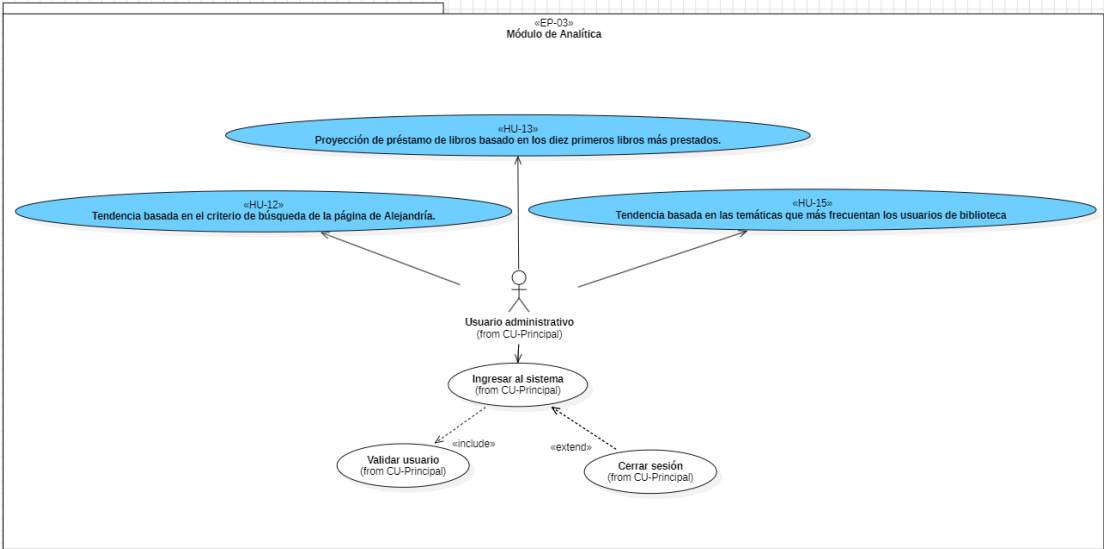 «EP-03»
Módulo de Analítica
«HU-13»
Proyección de préstamo de libros basado en los diez primeros libros más prestados.
«HU-12»
Tendencia basada en el criterio de búsqueda de la página de Alejandría.
«HU-15»
Tendencia basada en las temáticas que más frecuentan los usuarios de biblioteca
Usuario administrativo
(from CU-Principal)
Ingresar al sistema
(from CU-Principal)
«include»
«extend»
Validar usuario
(from CU-Principal)
Cerrar sesión
(from CU-Principal)